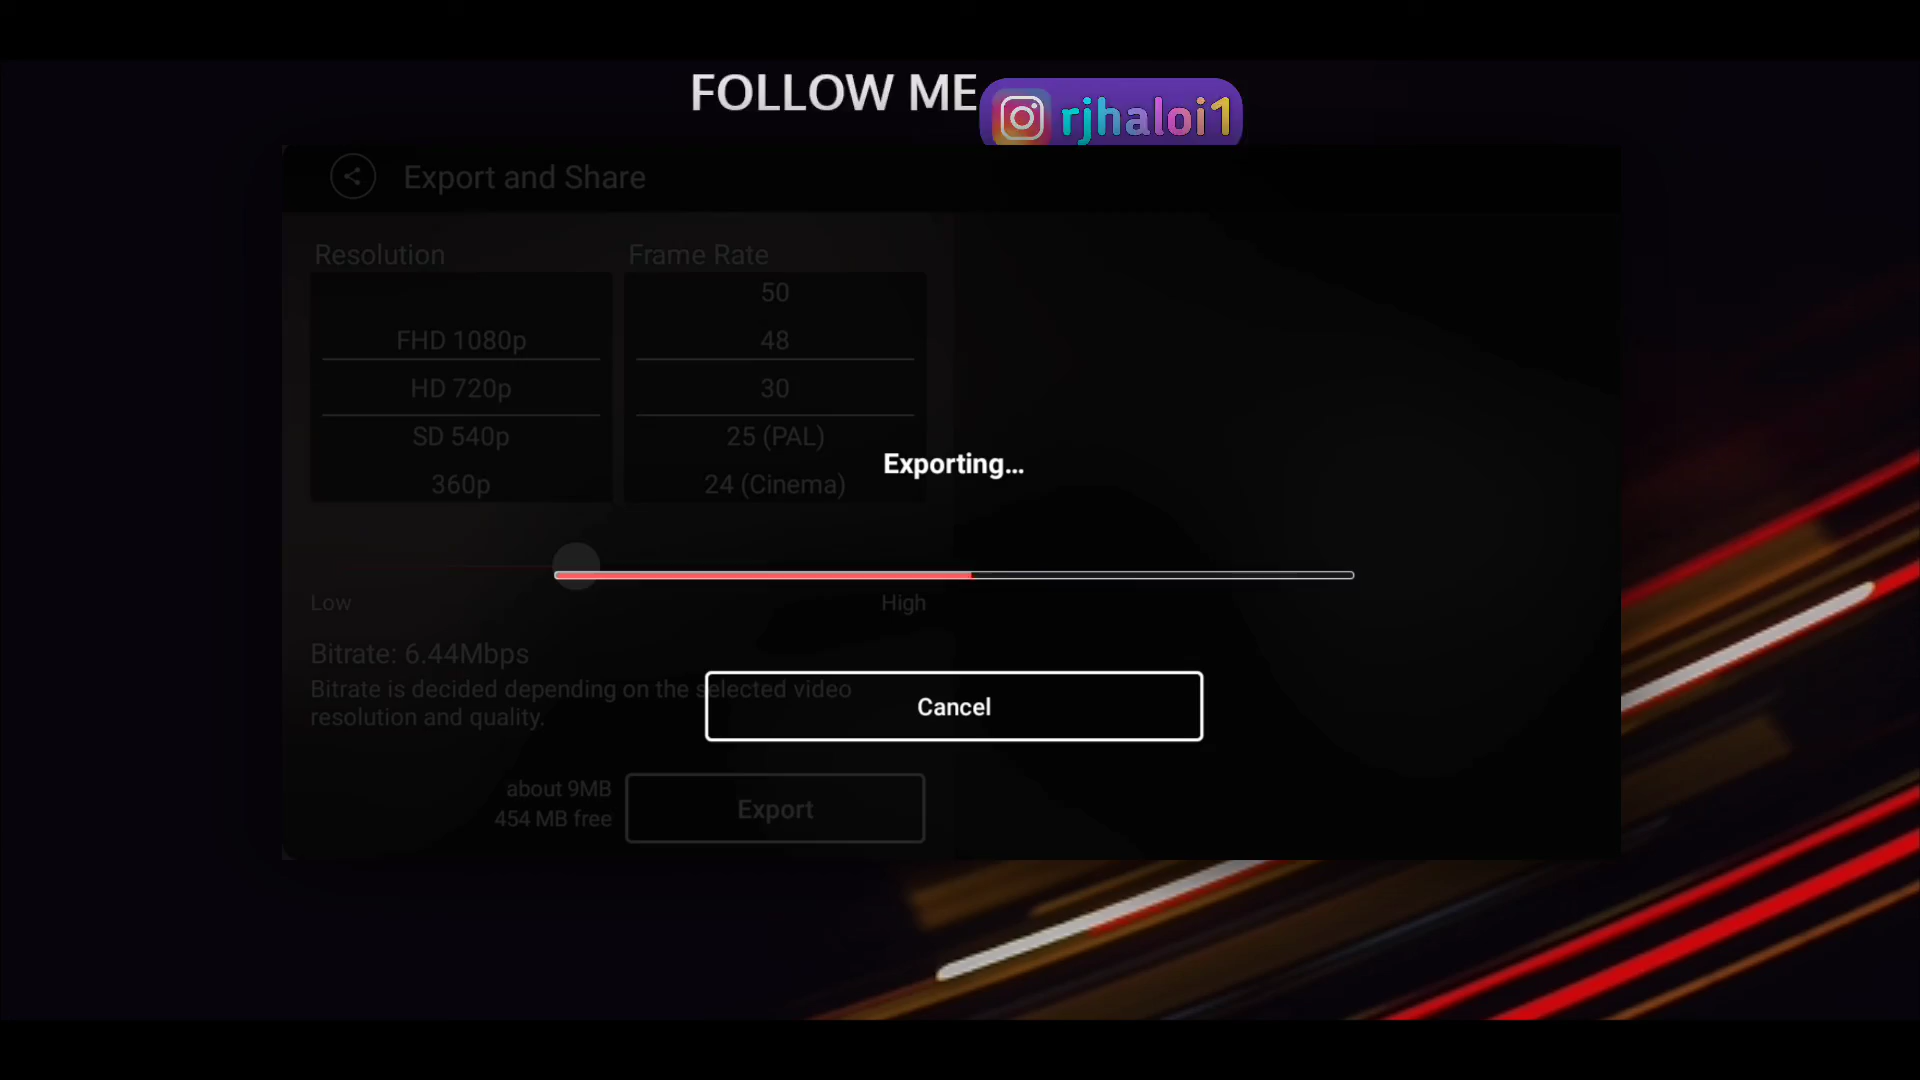 FOLLOW ME
rjhaloi1
Export and Share
Resolution
Frame Rate
50
FHD 1080p
48
HD 720p
30
SD 540p
25 (PAL)
360p
24 (Cinema)
Exporting...
Low
High
Bitrate: 6.44Mbps
Bitrate is decided depending on the selected video
resolution and quality.
Cancel
about 9MB
454 MB free
Export